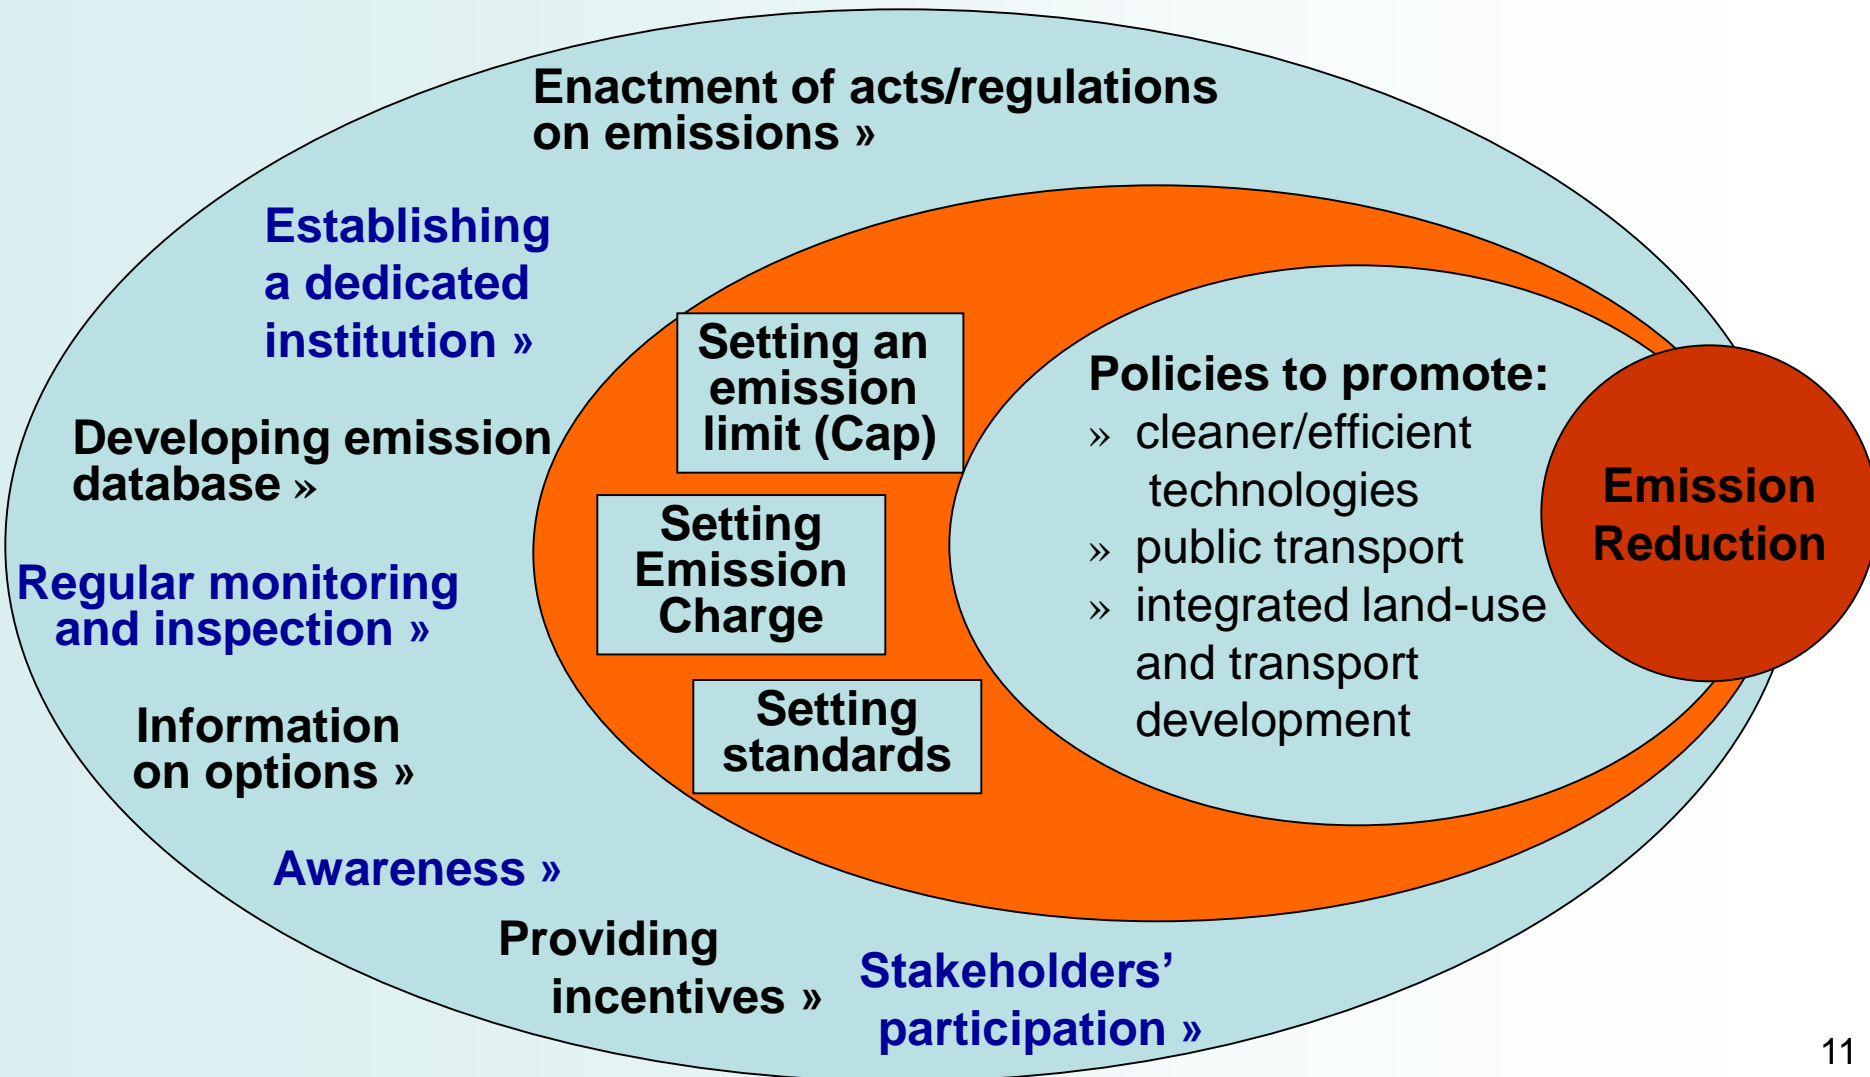 Enactment of acts/regulations
on emissions »
Establishing
a dedicated
institution »
Developing emission
database »
Regular monitoring
and inspection »
Information
on options »
Awareness »
Providing
incentives »
Stakeholders’
participation »
Setting an
emission
limit (Cap)
Setting
Emission
Charge
Setting
standards
Policies to promote:
» cleaner/efficient
technologies
» public transport
» integrated land-use
and transport
development
Emission
Reduction
11